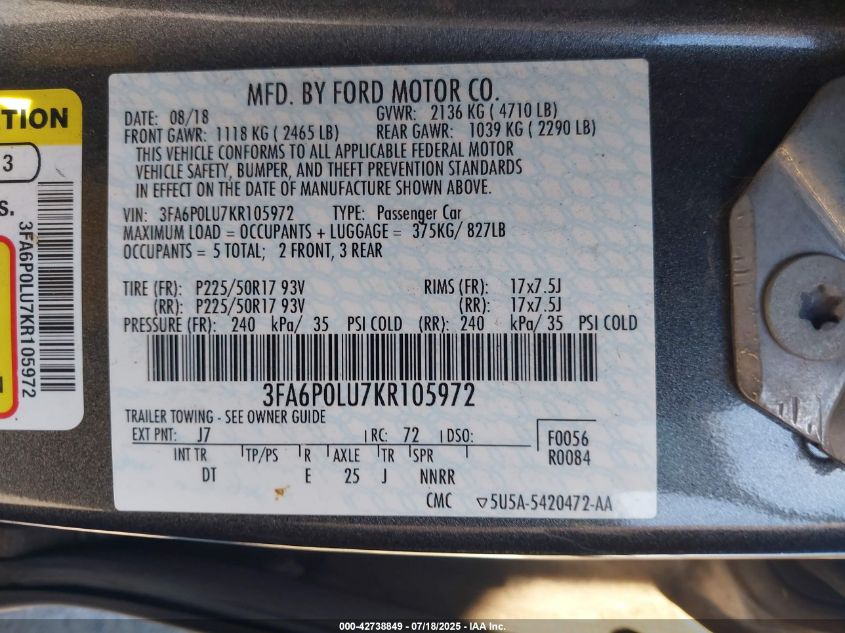 TION
3
S.
3FA6P0LU7KR105972
N
MFD. BY FORD MOTOR CO.
DATE: 08/18 GVWR: 2136 KG (4710 LB)
FRONT GAWR: 1118 KG (2465 LB) REAR GAWR: 1039 KG (2290 LB)
THIS VEHICLE CONFORMS TO ALL APPLICABLE FEDERAL MOTOR
VEHICLE SAFETY, BUMPER, AND THEFT PREVENTION STANDARDS
IN EFFECT ON THE DATE OF MANUFACTURE SHOWN ABOVE.
VIN: 3FA6P0LU7KR105972 TYPE: Passenger Car
MAXIMUM LOAD = OCCUPANTS + LUGGAGE = 375KG/ 827LB
OCCUPANTS = 5 TOTAL; 2 FRONT, 3 REAR
TIRE (FR): P225/50R17 93V RIMS (FR): 17x7.5J
(RR): P225/50R17 93V (RR): 17x7.5J
PRESSURE (FR): 240 kPa/ 35 PSI COLD (RR): 240 kPa/ 35 PSI COLD
3FA6P0LU7KR105972
TRAILER TOWING - SEE OWNER GUIDE
EXT PNT: J7 RC: 72 DSO: F0056
INT TR TP/PS R AXLE TR SPR R0084
DT E 25 J NNRR
CMC ▽5U5A-5420472-AA
000-42738849 / 07/18/2025 / IAA Inc.